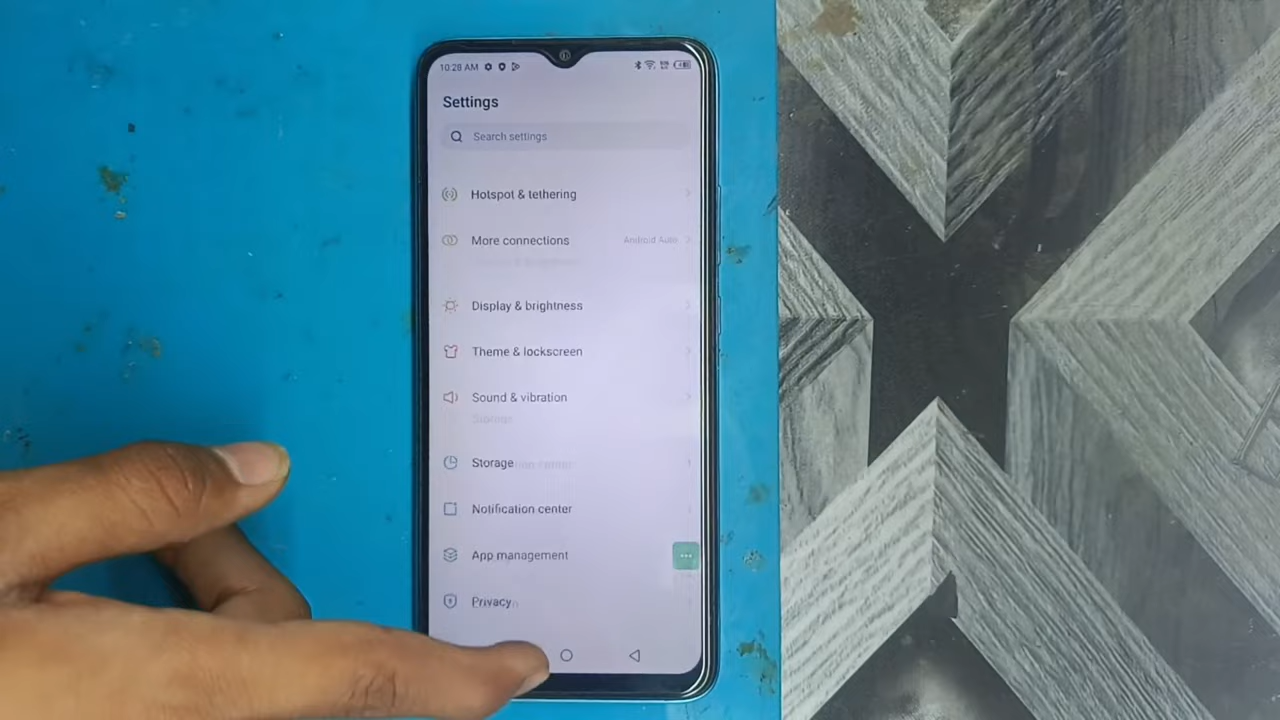 10:28 AM
Settings
Search settings
Hotspot & tethering
More connections
Android Auto
Display & brightness
Theme & lockscreen
Sound & vibration
Storage
Storage
Notification center
App management
Privacy